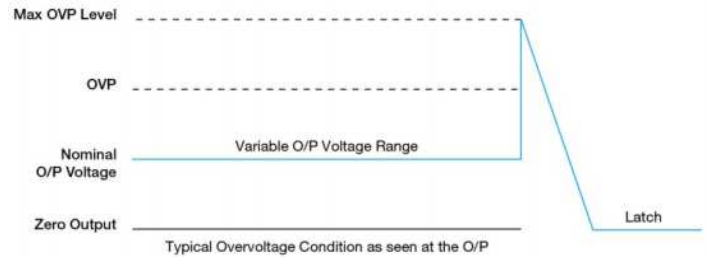 Max OVP Level
OVP
Variable O/P Voltage Range
Nominal
O/P Voltage
Zero Output
Latch
Typical Overvoltage Condition as seen at the O/P